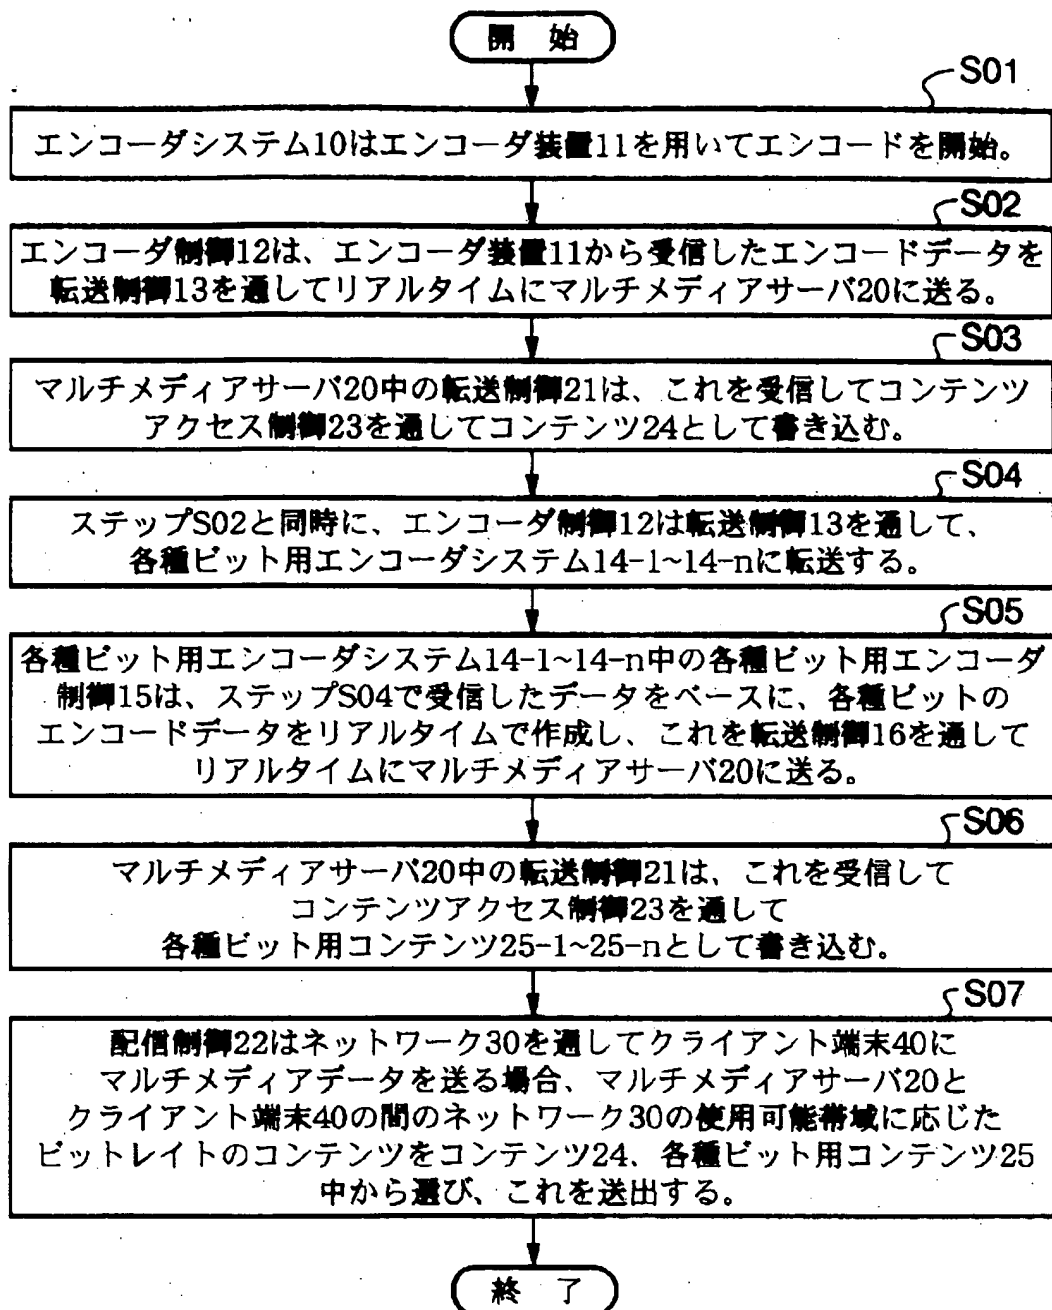 開 始
S01
エンコーダシステム10はエンコーダ装置11を用いてエンコードを開始。
S02
エンコーダ制御12は、エンコーダ装置11から受信したエンコードデータを
転送制御13を通してリアルタイムにマルチメディアサーバ20に送る。
S03
マルチメディアサーバ20中の転送制御21は、これを受信してコンテンツ
アクセス制御23を通してコンテンツ24として書き込む。
S04
ステップS02と同時に、エンコーダ制御12は転送制御13を通して、
各種ビット用エンコーダシステム14-1~14-nに転送する。
S05
各種ビット用エンコーダシステム14-1~14-n中の各種ビット用エンコーダ
制御15は、ステップS04で受信したデータをベースに、各種ビットの
エンコードデータをリアルタイムで作成し、これを転送制御16を通して
リアルタイムにマルチメディアサーバ20に送る。
S06
マルチメディアサーバ20中の転送制御21は、これを受信して
コンテンツアクセス制御23を通して
各種ビット用コンテンツ25-1~25-nとして書き込む。
S07
配信制御22はネットワーク30を通してクライアント端末40に
マルチメディアデータを送る場合、マルチメディアサーバ20と
クライアント端末40の間のネットワーク30の使用可能帯域に応じた
ビットレイトのコンテンツをコンテンツ24、各種ビット用コンテンツ25
中から選び、これを送出する。
終 了